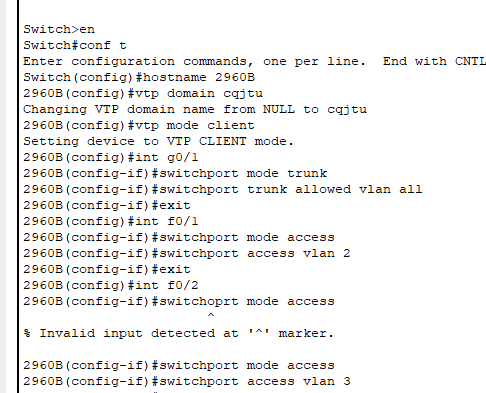 Switch>en
Switch#conf t
Enter configuration commands, one per line.  End with CNTL
Switch(config)#hostname 2960B
2960B(config)#vtp domain cqjtu
Changing VTP domain name from NULL to cqjtu
2960B(config)#vtp mode client
Setting device to VTP CLIENT mode.
2960B(config)#int g0/1
2960B(config-if)#switchport mode trunk
2960B(config-if)#switchport trunk allowed vlan all
2960B(config-if)#exit
2960B(config)#int f0/1
2960B(config-if)#switchport mode access
2960B(config-if)#switchport access vlan 2
2960B(config-if)#exit
2960B(config)#int f0/2
2960B(config-if)#switchoprt mode access
^
% Invalid input detected at '^' marker.
2960B(config-if)#switchport mode access
2960B(config-if)#switchport access vlan 3